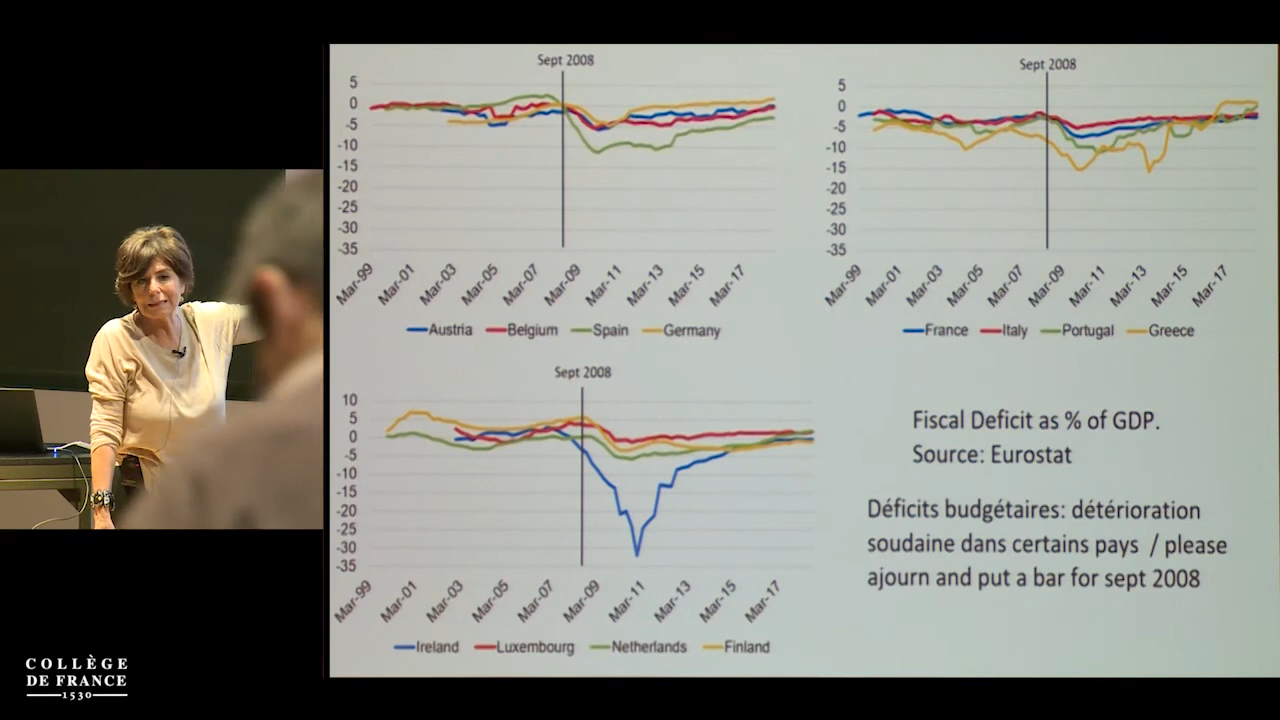 Sept 2008
5
0
-5
-10
-15
-20
-25
-30
-35
Mar-99
Mar-01
Mar-03
Mar-05
Mar-07
Mar-09
Mar-11
Mar-13
Mar-15
Mar-17
Austria Belgium Spain Germany
Sept 2008
5
0
-5
-10
-15
-20
-25
-30
-35
Mar-99
Mar-01
Mar-03
Mar-05
Mar-07
Mar-09
Mar-11
Mar-13
Mar-15
Mar-17
France Italy Portugal Greece
Sept 2008
10
5
0
-5
-10
-15
-20
-25
-30
-35
Mar-99
Mar-01
Mar-03
Mar-05
Mar-07
Mar-09
Mar-11
Mar-13
Mar-15
Mar-17
Ireland Luxembourg Netherlands Finland
Fiscal Deficit as % of GDP.
Source: Eurostat
Déficits budgétaires: détérioration
soudaine dans certains pays / please
ajourn and put a bar for sept 2008
COLLÈGE
DE FRANCE
1530